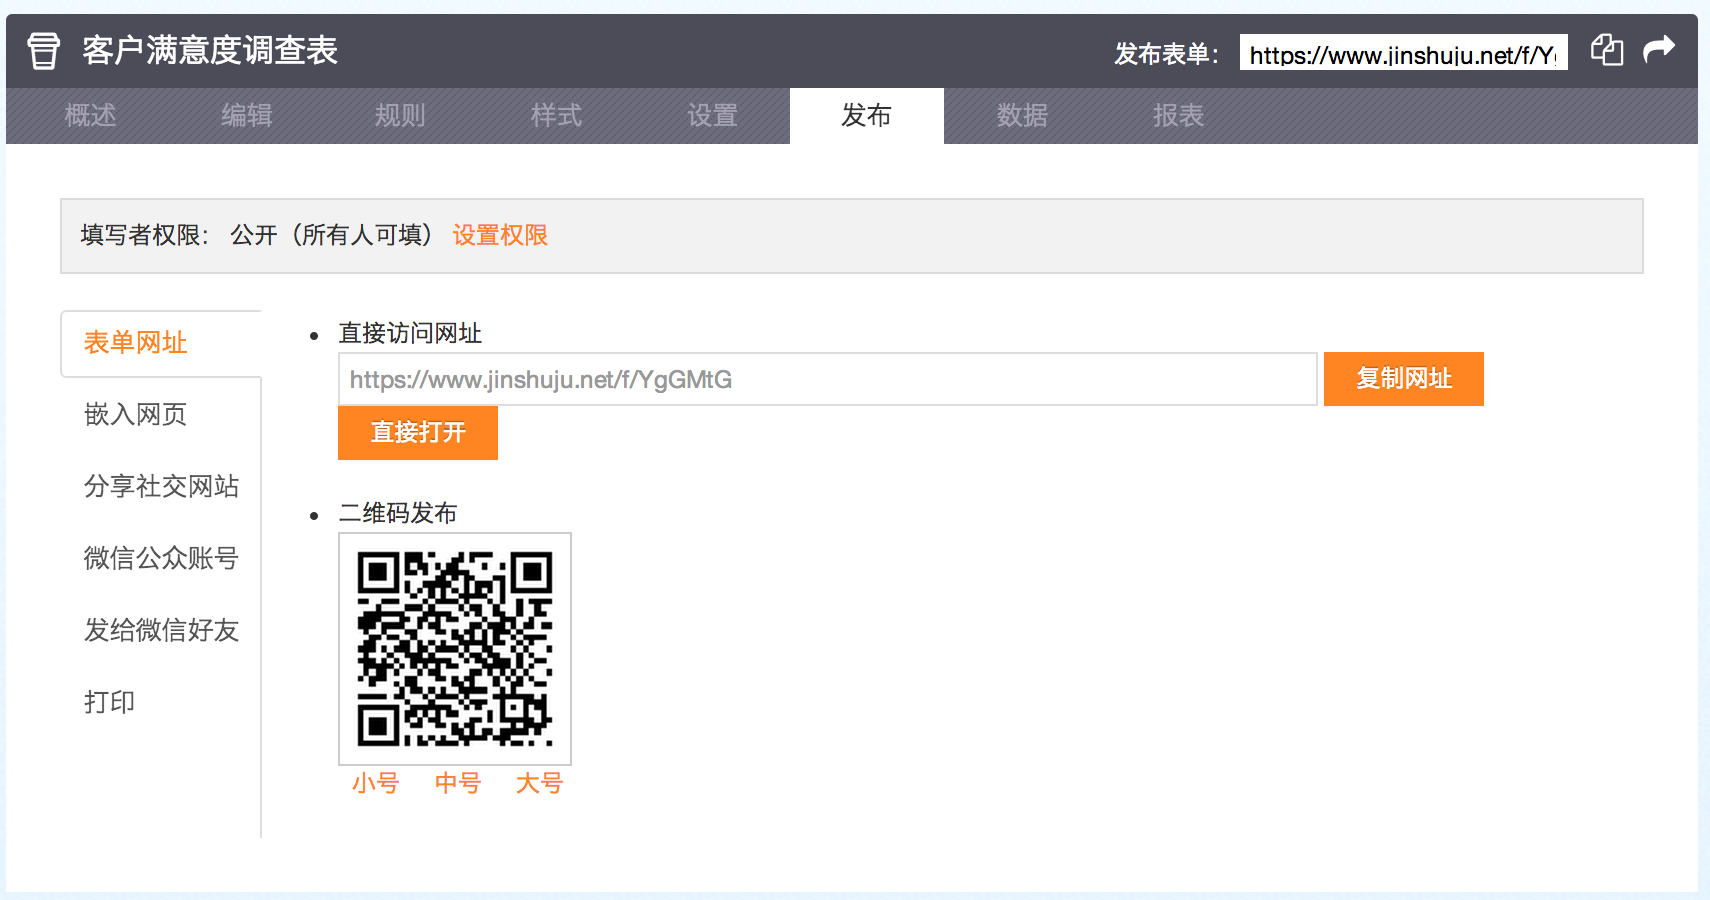 客户满意度调查表
发布表单： https://www.jinshuju.net/f/Yg
概述 编辑 规则 样式 设置 发布 数据 报表
填写者权限： 公开（所有人可填） 设置权限
表单网址
嵌入网页
分享社交网站
微信公众账号
发给微信好友
打印
直接访问网址
https://www.jinshuju.net/f/YgGMtG 复制网址
直接打开
二维码发布
小号 中号 大号